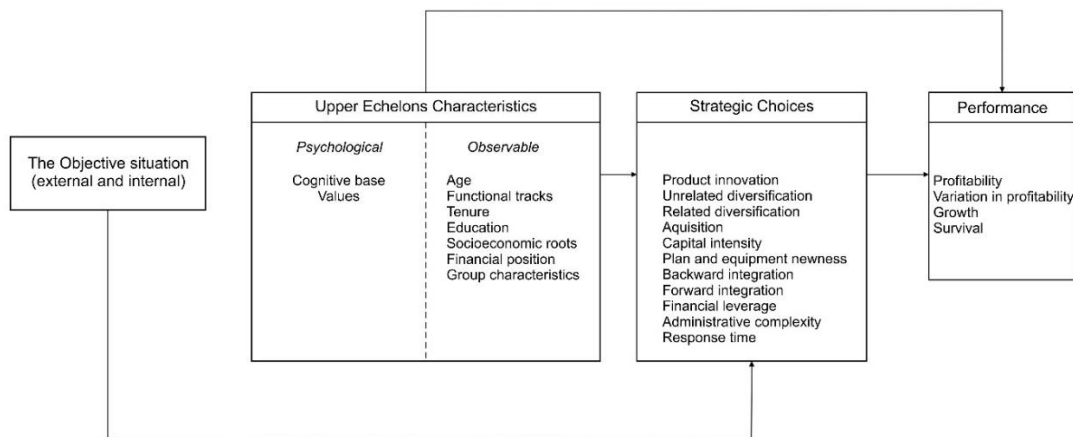 The Objective situation
(external and internal)
Upper Echelons Characteristics
Psychological
Cognitive base
Values
Observable
Age
Functional tracks
Tenure
Education
Socioeconomic roots
Financial position
Group characteristics
Strategic Choices
Product innovation
Unrelated diversification
Related diversification
Aquisition
Capital intensity
Plan and equipment newness
Backward integration
Forward integration
Financial leverage
Administrative complexity
Response time
Performance
Profitability
Variation in profitability
Growth
Survival